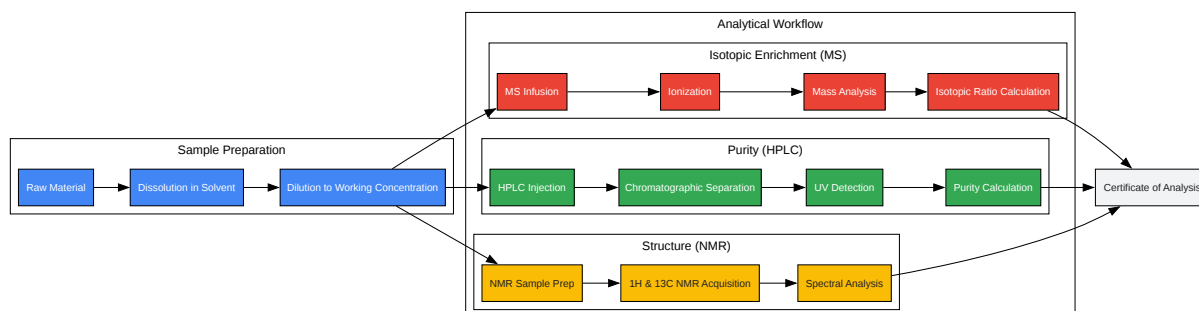 Analytical Workflow
Isotopic Enrichment (MS)
MS Infusion
Ionization
Mass Analysis
Isotopic Ratio Calculation
Sample Preparation
Raw Material
Dissolution in Solvent
Dilution to Working Concentration
Purity (HPLC)
HPLC Injection
Chromatographic Separation
UV Detection
Purity Calculation
Certificate of Analysis
Structure (NMR)
NMR Sample Prep
1H & 13C NMR Acquisition
Spectral Analysis